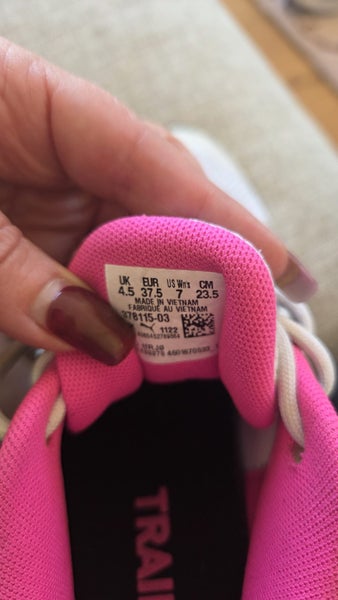 UK EUR US Wn's CM
4.5 37.5 7 23.5
MADE IN VIETNAM
FABRIQUÉ AU VIETNAM
378115-03
1122
TRAI